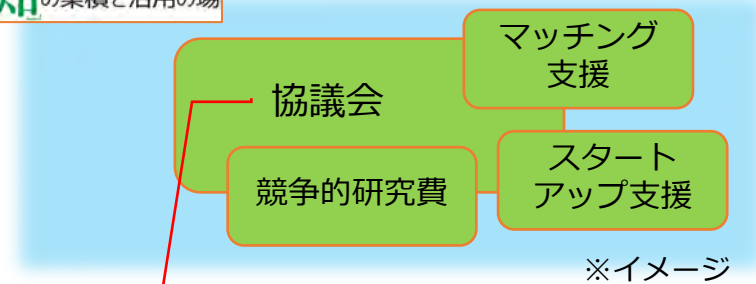 の集積と活用の場
マッチング
支援
協議会
スタート
アップ支援
競争的研究費
※イメージ